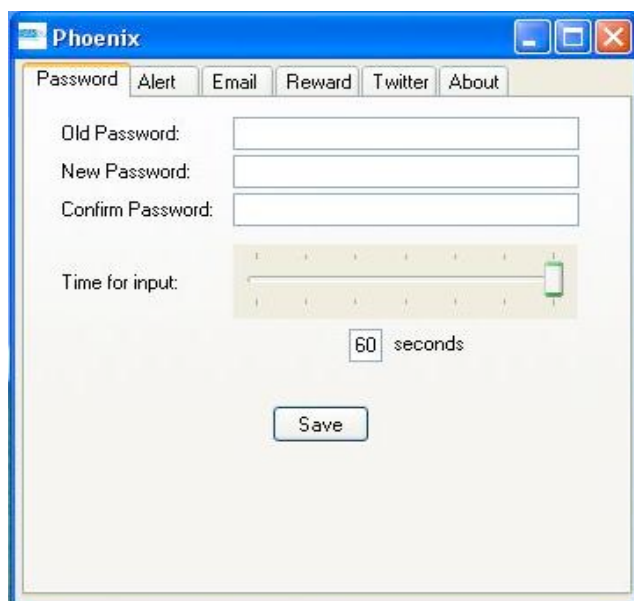 Phoenix
Password Alert Email Reward Twitter About
Old Password:
New Password:
Confirm Password:
Time for input:
60 seconds
Save